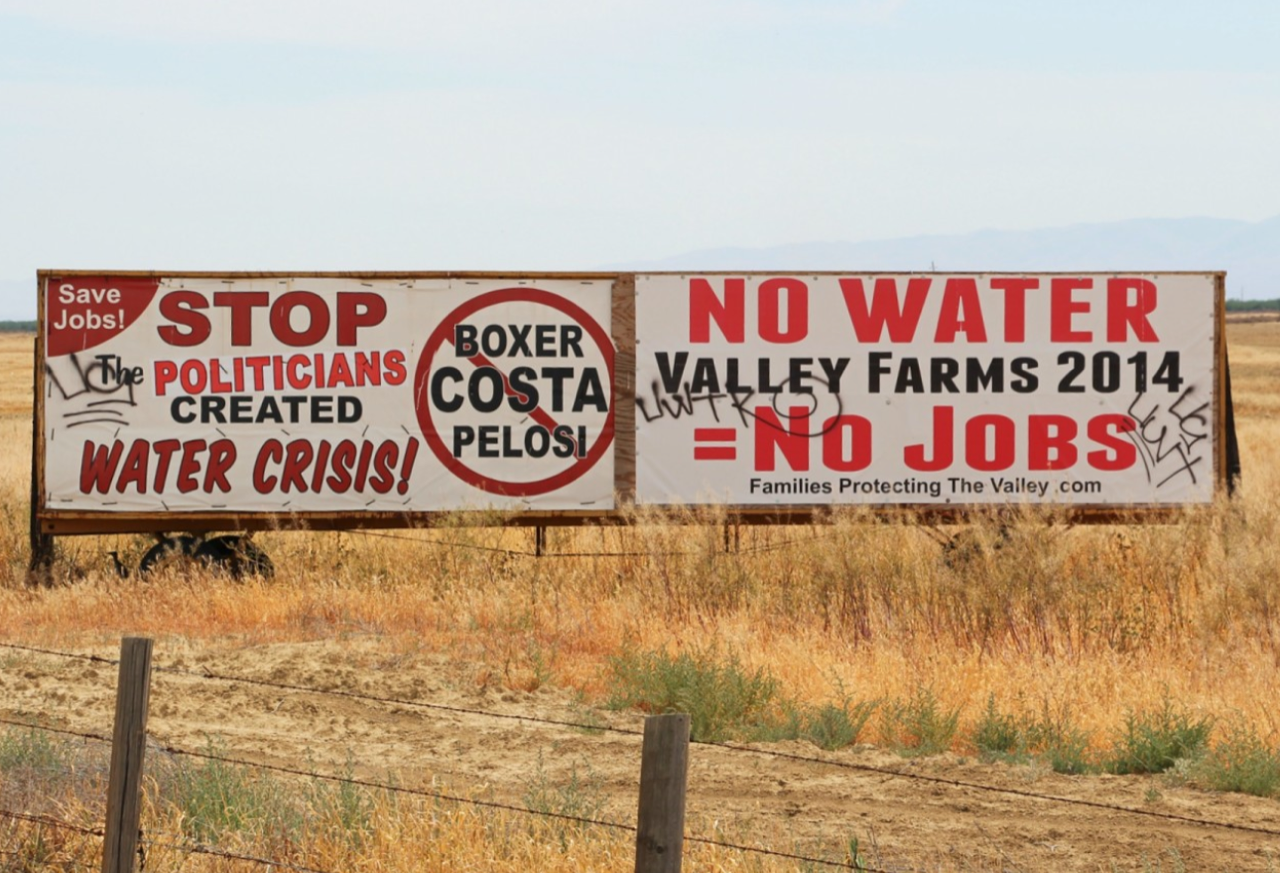 Save
Jobs!
STOP
The POLITICIANS
CREATED
WATER CRISIS!
BOXER
COSTA
PELOSI
NO WATER
VALLEY FARMS 2014
=NO JOBS
Families Protecting The Valley .com